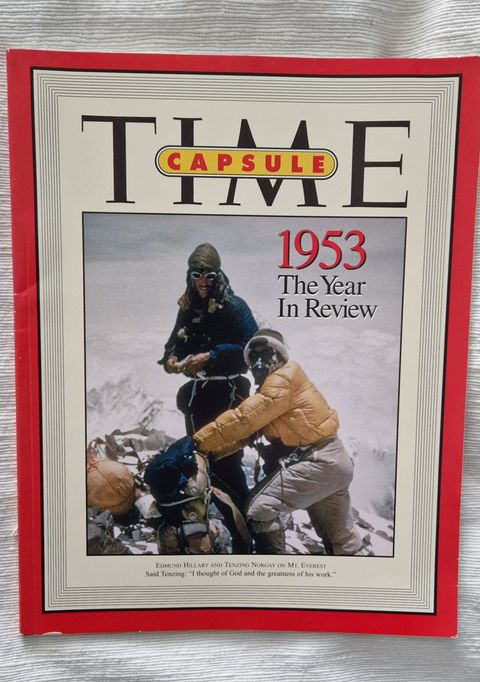 TIME
CAPSULE
1953
The Year
In Review
EDMUND HILLARY AND TENZING NORGAY ON MT. EVEREST
Said Tenzing: "I thought of God and the greatness of his work."